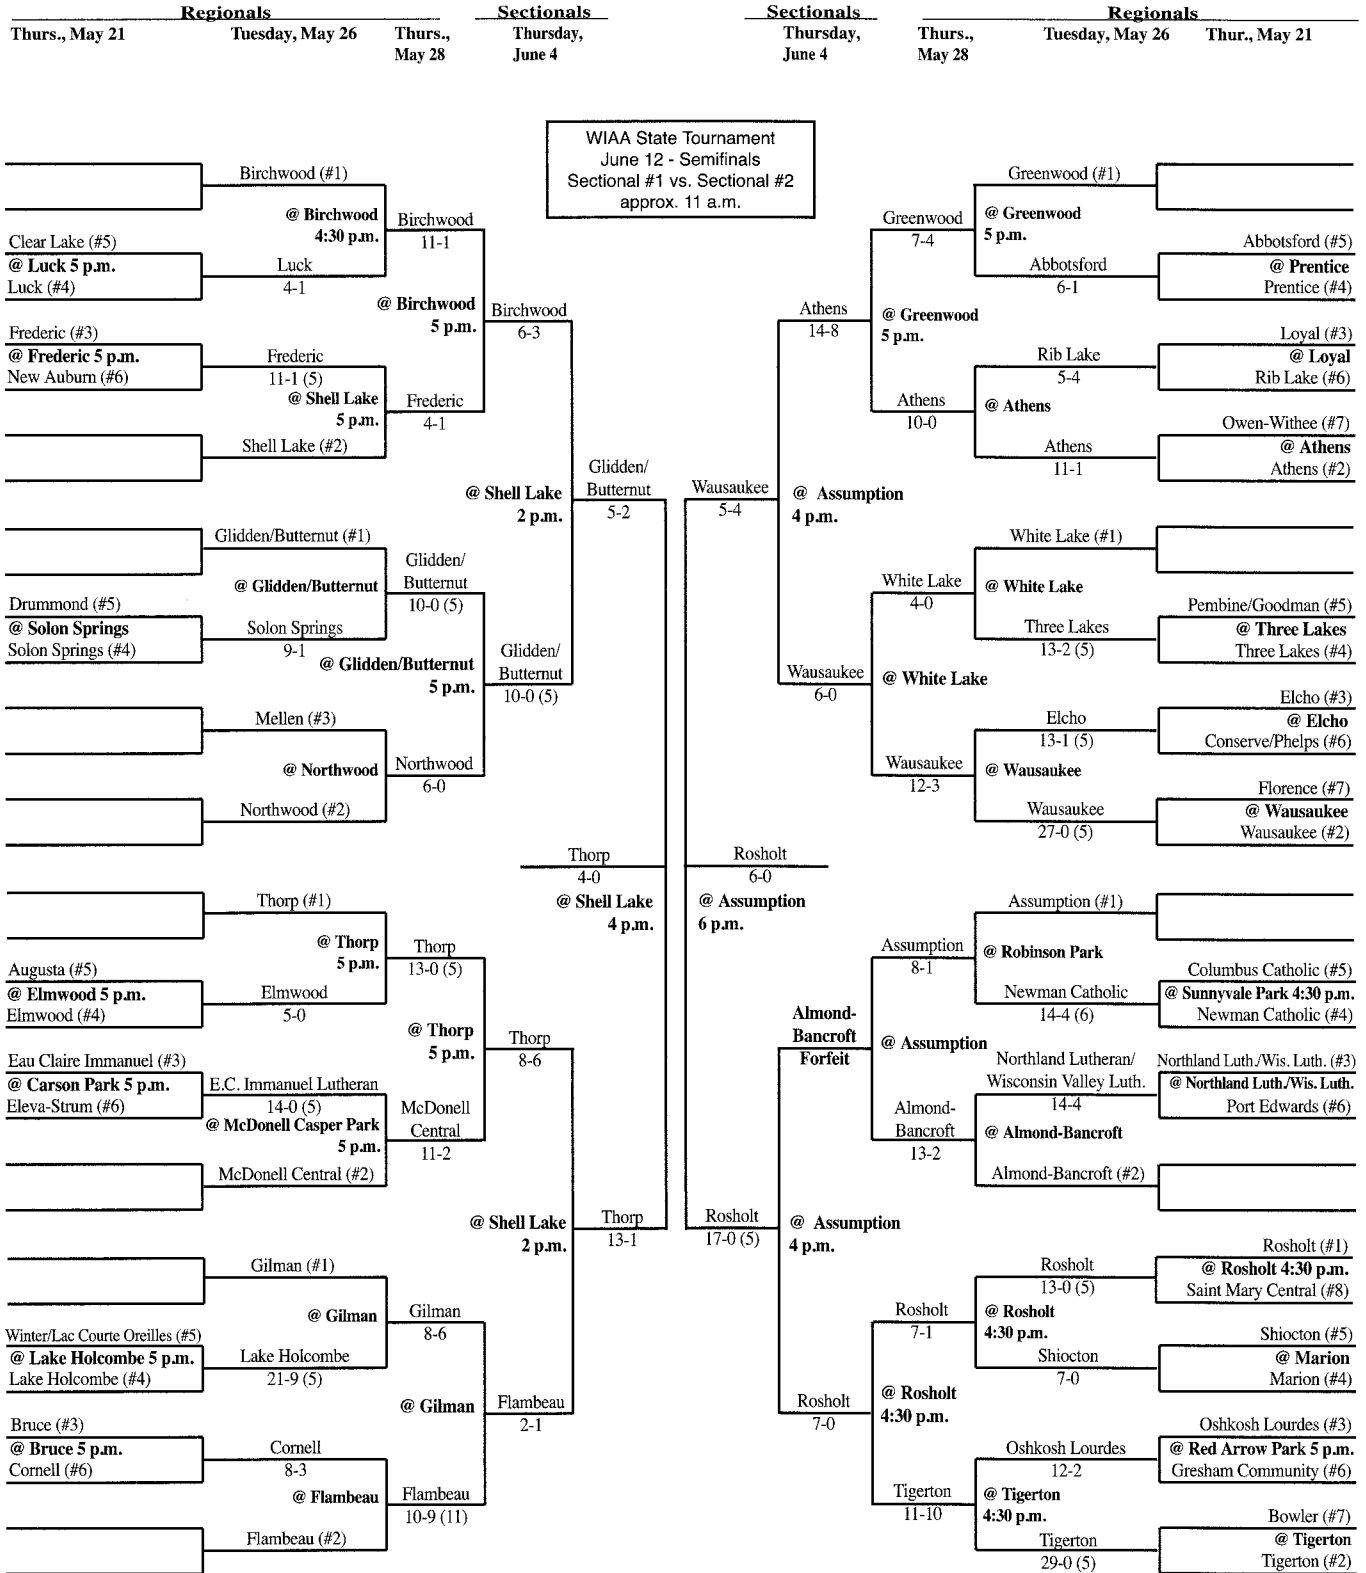 Regionals
Sectionals
Sectionals
Regionals
Thurs., May 21
Tuesday, May 26
Thurs.,
May 28
Thursday,
June 4
Thursday,
June 4
Thurs.,
May 28
Tuesday, May 26
Thur., May 21
WIAA State Tournament
June 12 - Semifinals
Sectional #1 vs. Sectional #2
approx. 11 a.m.
Birchwood (#1)
@ Birchwood
4:30 p.m.
Birchwood
11-1
Clear Lake (#5)
@ Luck 5 p.m.
Luck (#4)
Luck
4-1
@ Birchwood
5 p.m.
Birchwood
6-3
Frederic (#3)
@ Frederic 5 p.m.
New Auburn (#6)
Frederic
11-1 (5)
@ Shell Lake
5 p.m.
Frederic
4-1
Shell Lake (#2)
@ Shell Lake
2 p.m.
Glidden/
Butternut
5-2
Glidden/Butternut (#1)
@ Glidden/Butternut
Glidden/
Butternut
10-0 (5)
Drummond (#5)
@ Solon Springs
Solon Springs (#4)
Solon Springs
9-1
@ Glidden/Butternut
5 p.m.
Glidden/
Butternut
10-0 (5)
Mellen (#3)
@ Northwood
Northwood
6-0
Northwood (#2)
Thorp
4-0
@ Shell Lake
4 p.m.
Thorp (#1)
@ Thorp
5 p.m.
Thorp
13-0 (5)
Augusta (#5)
@ Elmwood 5 p.m.
Elmwood (#4)
Elmwood
5-0
@ Thorp
5 p.m.
Thorp
8-6
Eau Claire Immanuel (#3)
@ Carson Park 5 p.m.
Eleva-Strum (#6)
E.C. Immanuel Lutheran
14-0 (5)
@ McDonell Casper Park
5 p.m.
McDonell
Central
11-2
McDonell Central (#2)
@ Shell Lake
2 p.m.
Thorp
13-1
Gilman (#1)
@ Gilman
Gilman
8-6
Winter/Lac Courte Oreilles (#5)
@ Lake Holcombe 5 p.m.
Lake Holcombe (#4)
Lake Holcombe
21-9 (5)
@ Gilman
Flambeau
2-1
Bruce (#3)
@ Bruce 5 p.m.
Cornell (#6)
Cornell
8-3
@ Flambeau
Flambeau
10-9 (11)
Flambeau (#2)
Greenwood (#1)
Greenwood
7-4
@ Greenwood
5 p.m.
Abbotsford (#5)
@ Prentice
Prentice (#4)
Abbotsford
6-1
Athens
14-8
@ Greenwood
5 p.m.
Loyal (#3)
@ Loyal
Rib Lake (#6)
Rib Lake
5-4
Athens
10-0
@ Athens
Owen-Withee (#7)
@ Athens
Athens (#2)
Athens
11-1
Wausaukee
5-4
@ Assumption
4 p.m.
White Lake (#1)
White Lake
4-0
@ White Lake
Pembine/Goodman (#5)
@ Three Lakes
Three Lakes (#4)
Three Lakes
13-2 (5)
Wausaukee
6-0
@ White Lake
Elcho (#3)
@ Elcho
Conserve/Phelps (#6)
Elcho
13-1 (5)
Wausaukee
12-3
@ Wausaukee
Florence (#7)
@ Wausaukee
Wausaukee (#2)
Wausaukee
27-0 (5)
Rosholt
6-0
@ Assumption
6 p.m.
Assumption (#1)
Assumption
8-1
@ Robinson Park
Columbus Catholic (#5)
@ Sunnyvale Park 4:30 p.m.
Newman Catholic (#4)
Newman Catholic
14-4 (6)
Almond-
Bancroft
Forfeit
@ Assumption
Northland Luth./Wis. Luth. (#3)
@ Northland Luth./Wis. Luth.
Port Edwards (#6)
Northland Lutheran/
Wisconsin Valley Luth.
14-4
Almond-
Bancroft
13-2
@ Almond-Bancroft
Almond-Bancroft (#2)
Rosholt
17-0 (5)
@ Assumption
4 p.m.
Rosholt (#1)
@ Rosholt 4:30 p.m.
Saint Mary Central (#8)
Rosholt
13-0 (5)
Rosholt
7-1
@ Rosholt
4:30 p.m.
Shiocton (#5)
@ Marion
Marion (#4)
Shiocton
7-0
Rosholt
7-0
@ Rosholt
4:30 p.m.
Oshkosh Lourdes (#3)
@ Red Arrow Park 5 p.m.
Gresham Community (#6)
Oshkosh Lourdes
12-2
Tigerton
11-10
@ Tigerton
4:30 p.m.
Bowler (#7)
@ Tigerton
Tigerton (#2)
Tigerton
29-0 (5)